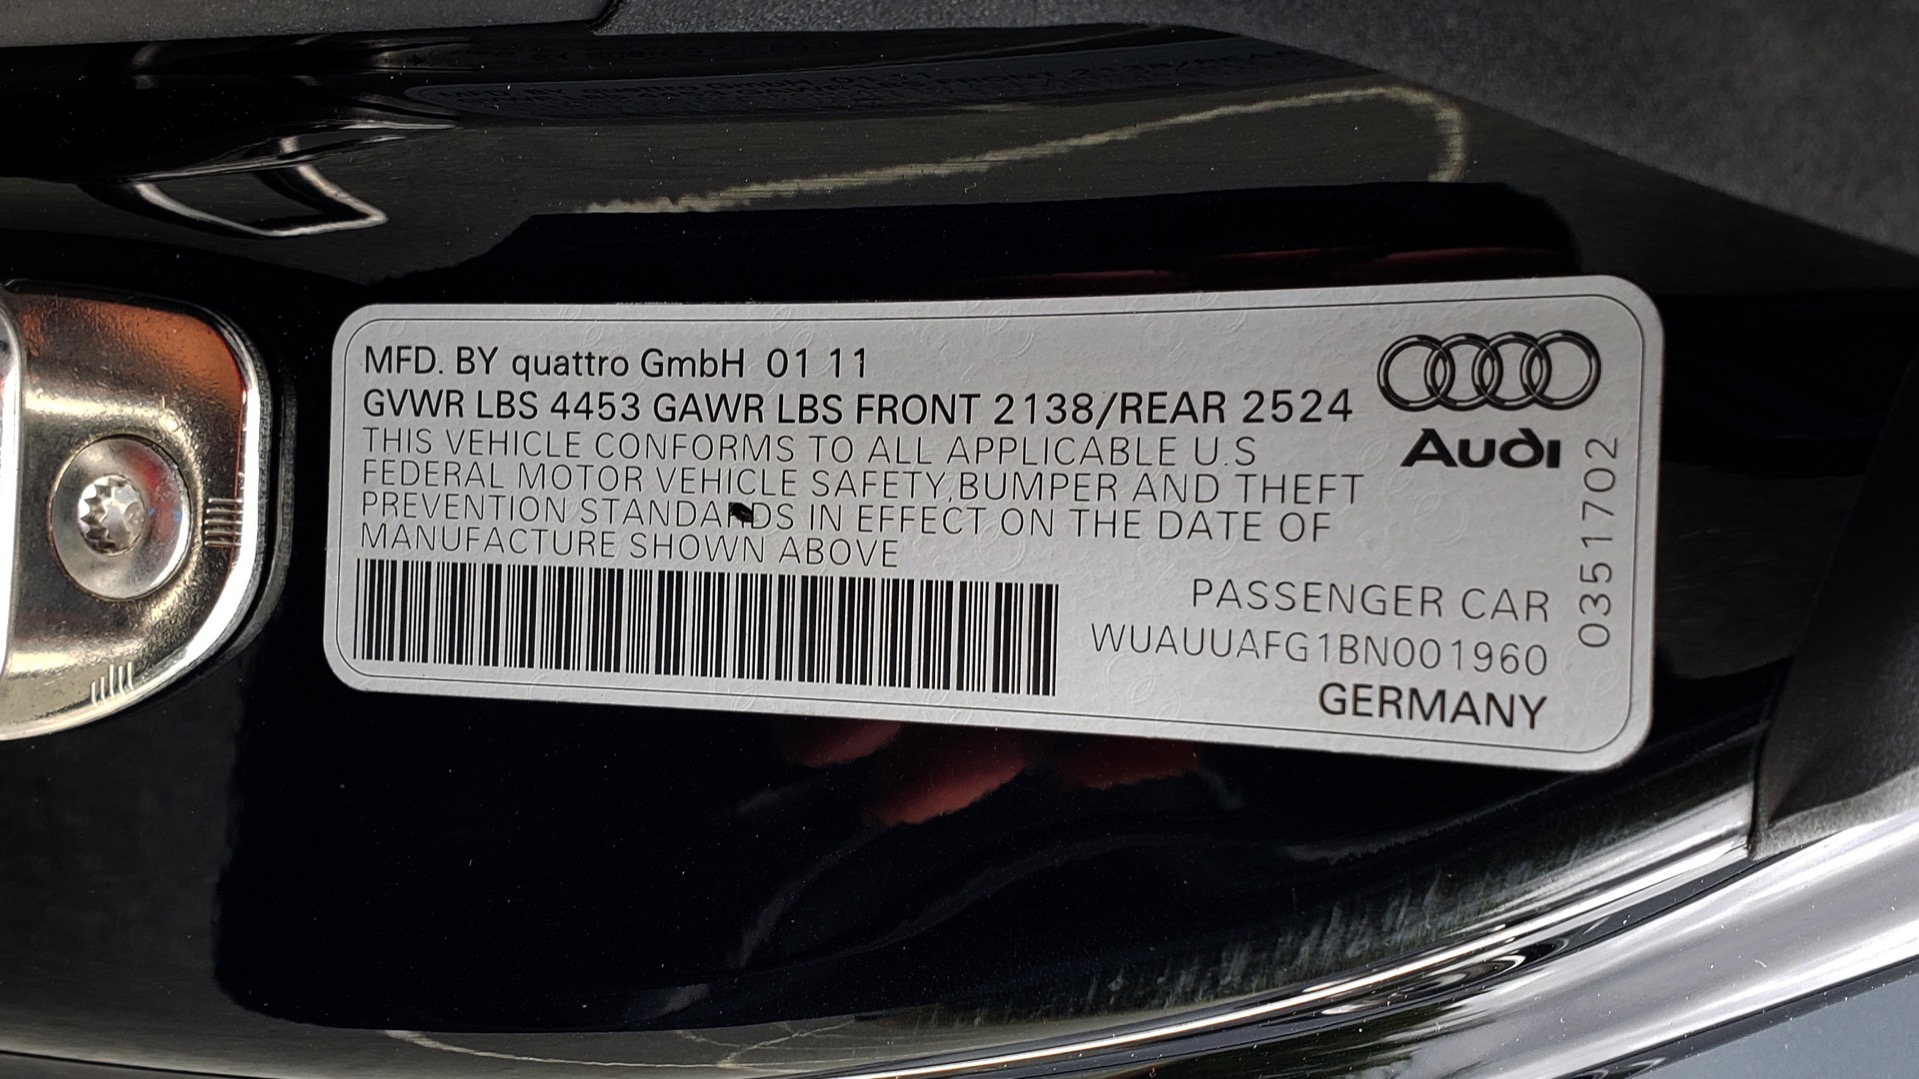 MFD. BY quattro GmbH 01 11
GVWR LBS 4453 GAWR LBS FRONT 2138/REAR 2524
THIS VEHICLE CONFORMS TO ALL APPLICABLE U.S
FEDERAL MOTOR VEHICLE SAFETY,BUMPER AND THEFT
PREVENTION STANDARDS IN EFFECT ON THE DATE OF
MANUFACTURE SHOWN ABOVE
Audi
0351702
PASSENGER CAR
WUAUUAFG1BN001960
GERMANY